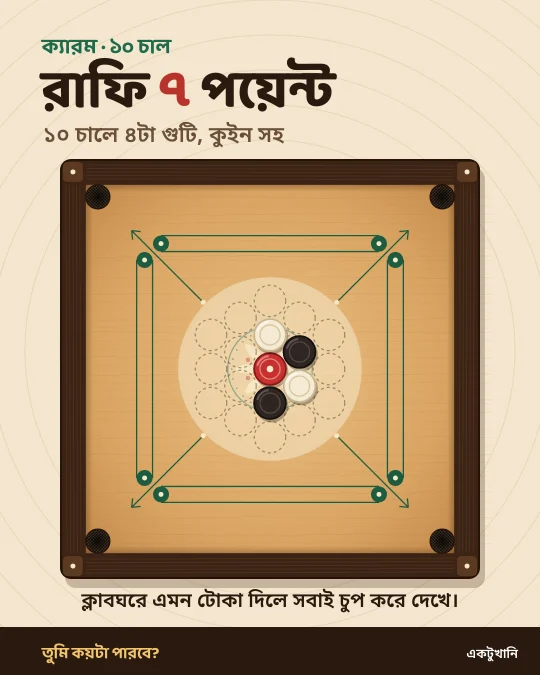 ক্যারম · ১০ চাল
রাফি ৭ পয়েন্ট
১০ চালে ৪টা গুটি, কুইন সহ
ক্লাবঘরে এমন টোকা দিলে সবাই চুপ করে দেখে।
তুমি কয়টা পারবে?
একটুখানি